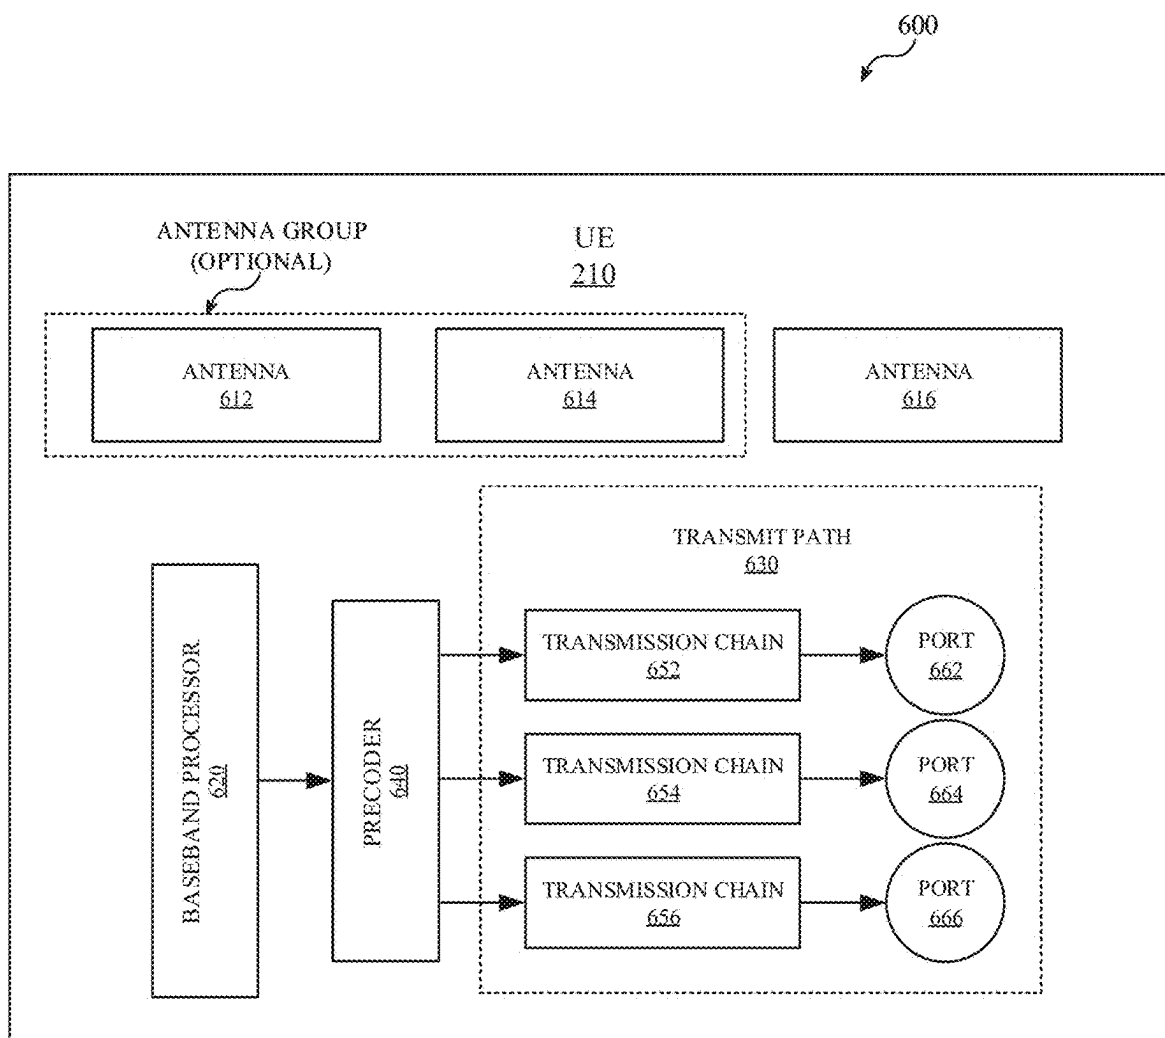 600
ANTENNA GROUP
(OPTIONAL)
UE
210
ANTENNA
612
ANTENNA
614
ANTENNA
616
TRANSMIT PATH
630
BASEBAND PROCESSOR
620
PRECODER
640
TRANSMISSION CHAIN
652
PORT
662
TRANSMISSION CHAIN
654
PORT
664
TRANSMISSION CHAIN
656
PORT
666